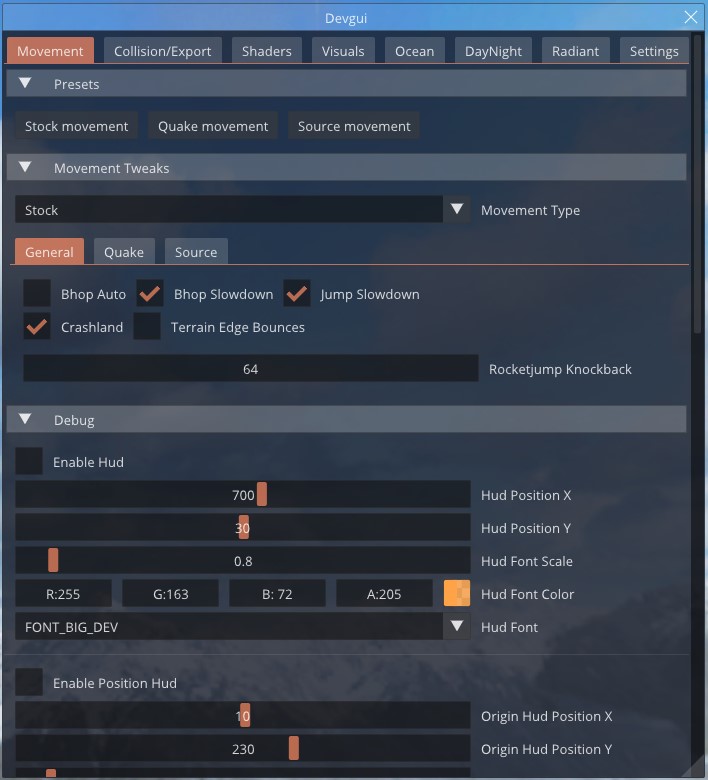 Devgui
Movement Collision/Export Shaders Visuals Ocean DayNight Radiant Settings
Presets
Stock movement Quake movement Source movement
Movement Tweaks
Stock Movement Type
General Quake Source
Bhop Auto Bhop Slowdown Jump Slowdown
Crashland Terrain Edge Bounces
64 Rocketjump Knockback
Debug
Enable Hud
700 Hud Position X
30 Hud Position Y
0.8 Hud Font Scale
R:255 G:163 B: 72 A:205 Hud Font Color
FONT_BIG_DEV Hud Font
Enable Position Hud
10 Origin Hud Position X
230 Origin Hud Position Y